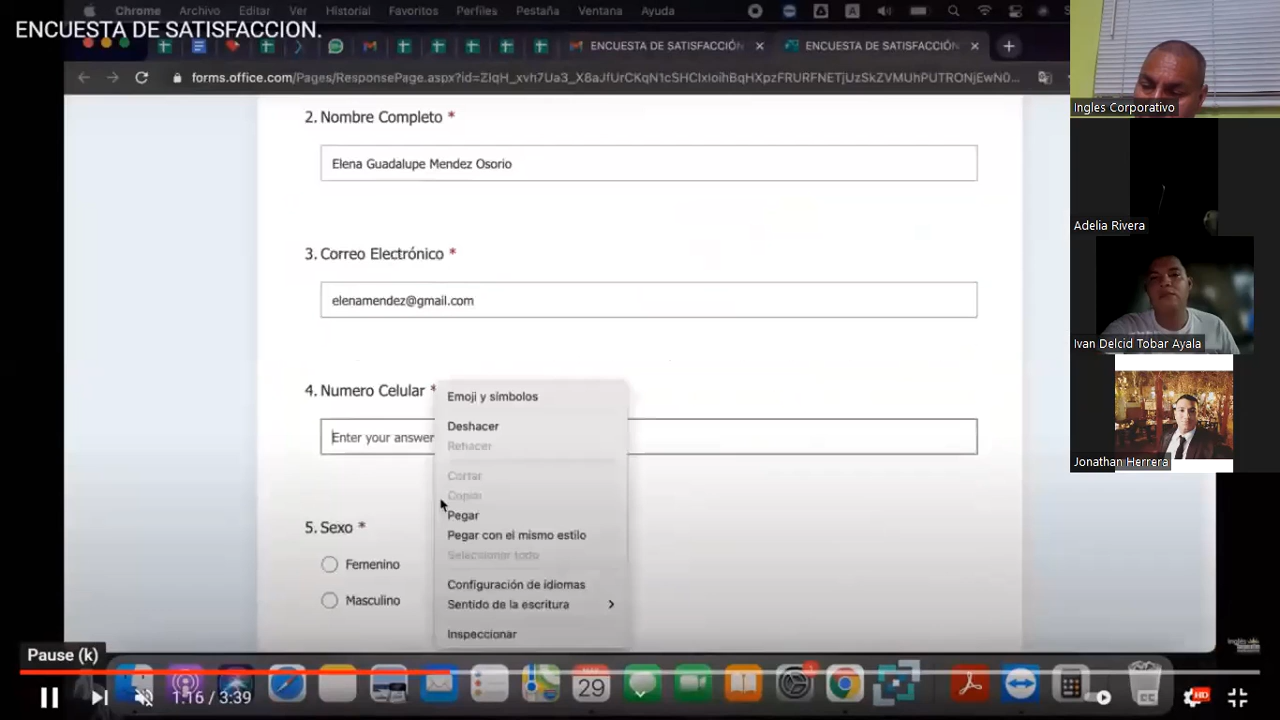 Chrome Archivo Editar Ver Historial Favoritos Perfiles Pestaña Ventana Ayuda
ENCUESTA DE SATISFACCION.
ENCUESTA DE SATISFACCIÓN
ENCUESTA DE SATISFACCIÓN
2. Nombre Completo *
Elena Guadalupe Mendez Osorio
3. Correo Electrónico *
elenamendez@gmail.com
4. Numero Celular *
Enter your answer
Emoji y símbolos
Deshacer
Rehacer
Cortar
Copiar
Pegar
Pegar con el mismo estilo
Seleccionar todo
Configuración de idiomas
Sentido de la escritura
Inspeccionar
5. Sexo *
Femenino
Masculino
Ingles Corporativo
Adelia Rivera
Ivan Delcid Tobar Ayala
Jonathan Herrera
Pause (k)
29
1:16 / 3:39
HD